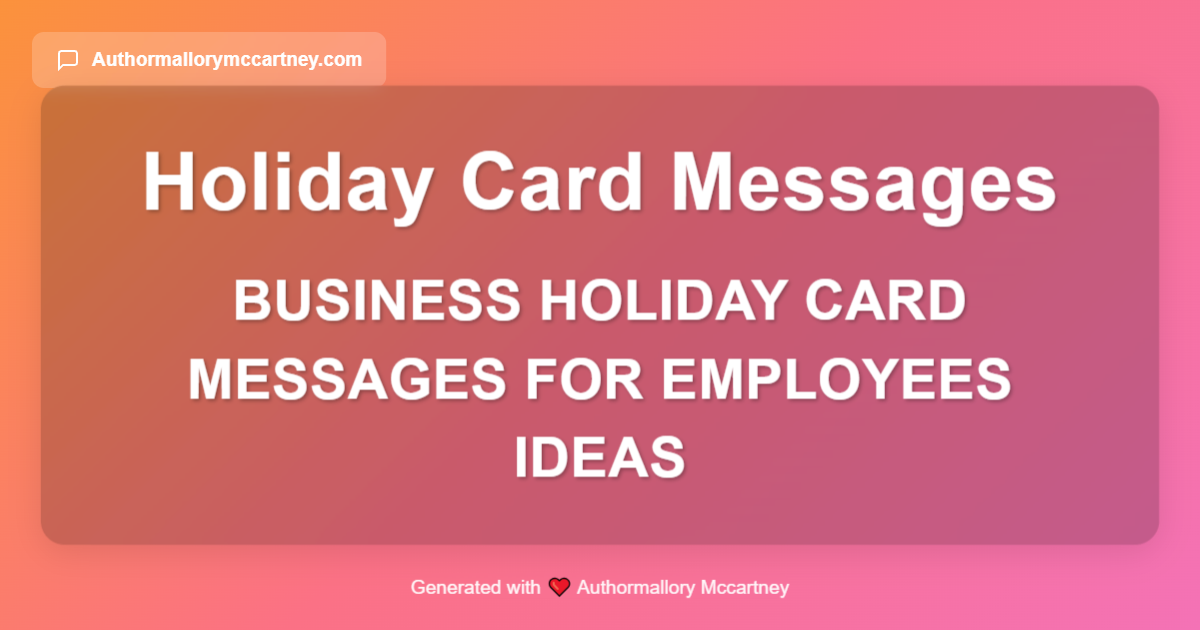 Authormallorymccartney.com
Holiday Card Messages
BUSINESS HOLIDAY CARD
MESSAGES FOR EMPLOYEES
IDEAS
Generated with ❤️ Authormallory Mccartney